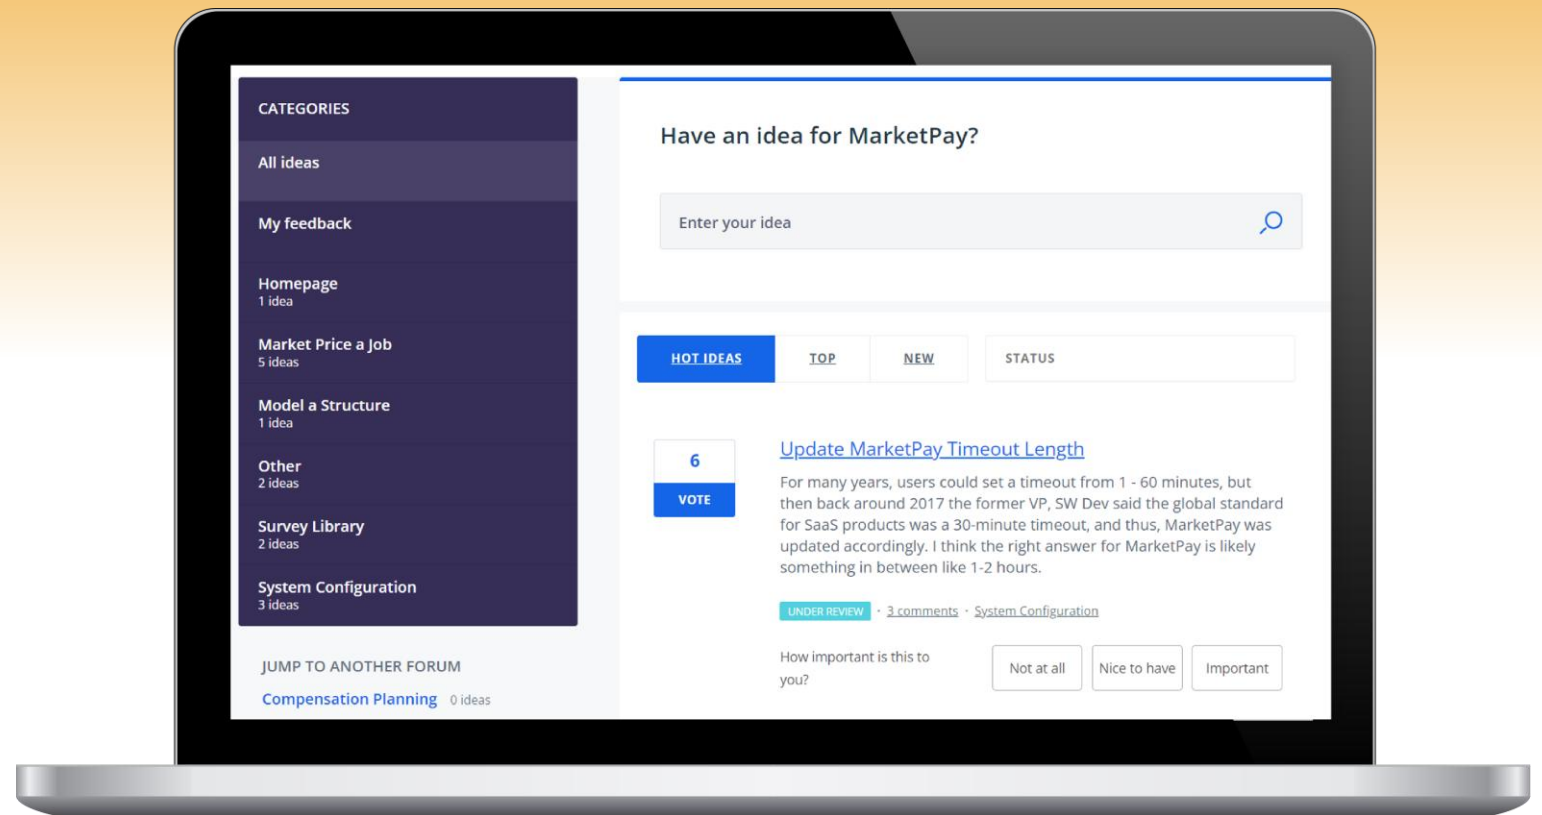 CATEGORIES
All ideas
My feedback
Homepage
1 idea
Market Price a Job
5 ideas
Model a Structure
1 idea
Other
2 ideas
Survey Library
2 ideas
System Configuration
3 ideas
JUMP TO ANOTHER FORUM
Compensation Planning 0 ideas
Have an idea for MarketPay?
Enter your idea
HOT IDEAS TOP NEW STATUS
6
VOTE
Update MarketPay Timeout Length
For many years, users could set a timeout from 1 - 60 minutes, but
then back around 2017 the former VP, SW Dev said the global standard
for SaaS products was a 30-minute timeout, and thus, MarketPay was
updated accordingly. I think the right answer for MarketPay is likely
something in between like 1-2 hours.
UNDER REVIEW · 3 comments · System Configuration
How important is this to
you?
Not at all Nice to have Important